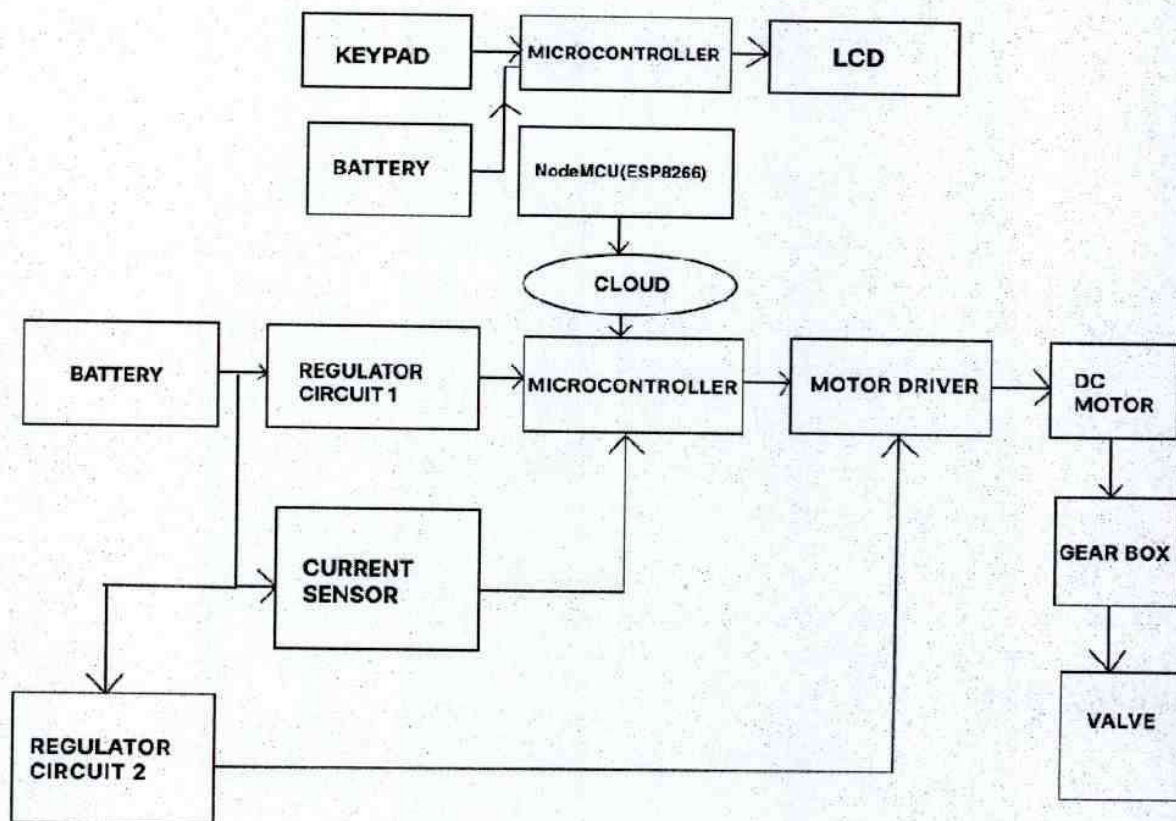 KEYPAD
MICROCONTROLLER
LCD
BATTERY
NodeMCU(ESP8266)
CLOUD
BATTERY
REGULATOR
CIRCUIT 1
MICROCONTROLLER
MOTOR DRIVER
DC
MOTOR
CURRENT
SENSOR
GEAR BOX
REGULATOR
CIRCUIT 2
VALVE